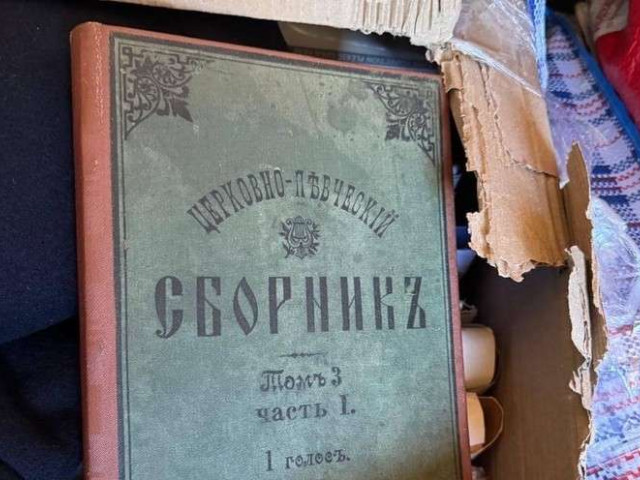 ЦЕРКОВНО-ПѢВЧЕСКІЙ
СБОРНИКЪ
Томъ 3
часть I.
1 голосъ.